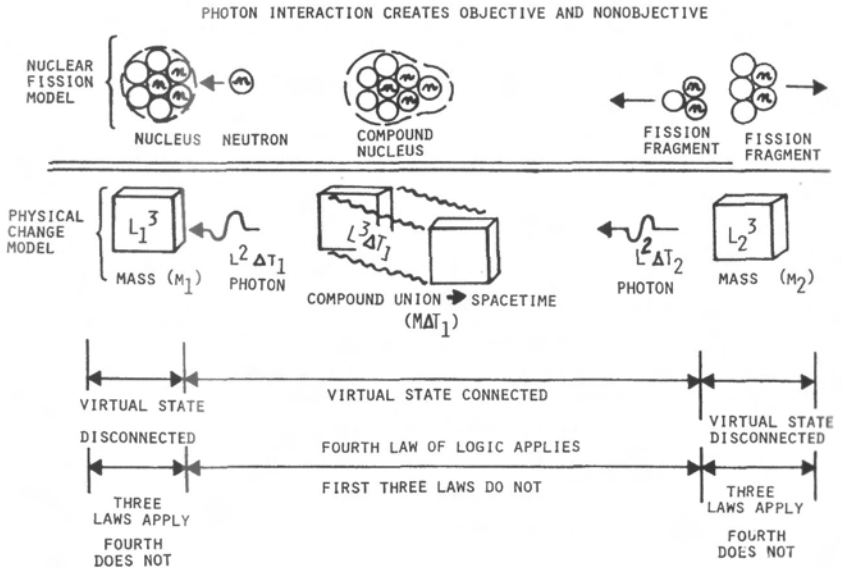 PHOTON INTERACTION CREATES OBJECTIVE AND NONOBJECTIVE
NUCLEAR
FISSION
MODEL
n
n
n
n
n
n
n
n
n
n
n
n
n
NUCLEUS
NEUTRON
COMPOUND
NUCLEUS
FISSION
FRAGMENT
FISSION
FRAGMENT
PHYSICAL
CHANGE
MODEL
L₁³
MASS (M₁)
L² ΔT₁
PHOTON
L³ΔT₁
COMPOUND UNION → SPACETIME
(MΔT₁)
L²ΔT₂
PHOTON
L₂³
MASS (M₂)
VIRTUAL STATE
DISCONNECTED
VIRTUAL STATE CONNECTED
VIRTUAL STATE
DISCONNECTED
FOURTH LAW OF LOGIC APPLIES
FIRST THREE LAWS DO NOT
THREE
LAWS APPLY
FOURTH
DOES NOT
THREE
LAWS APPLY
FOURTH
DOES NOT